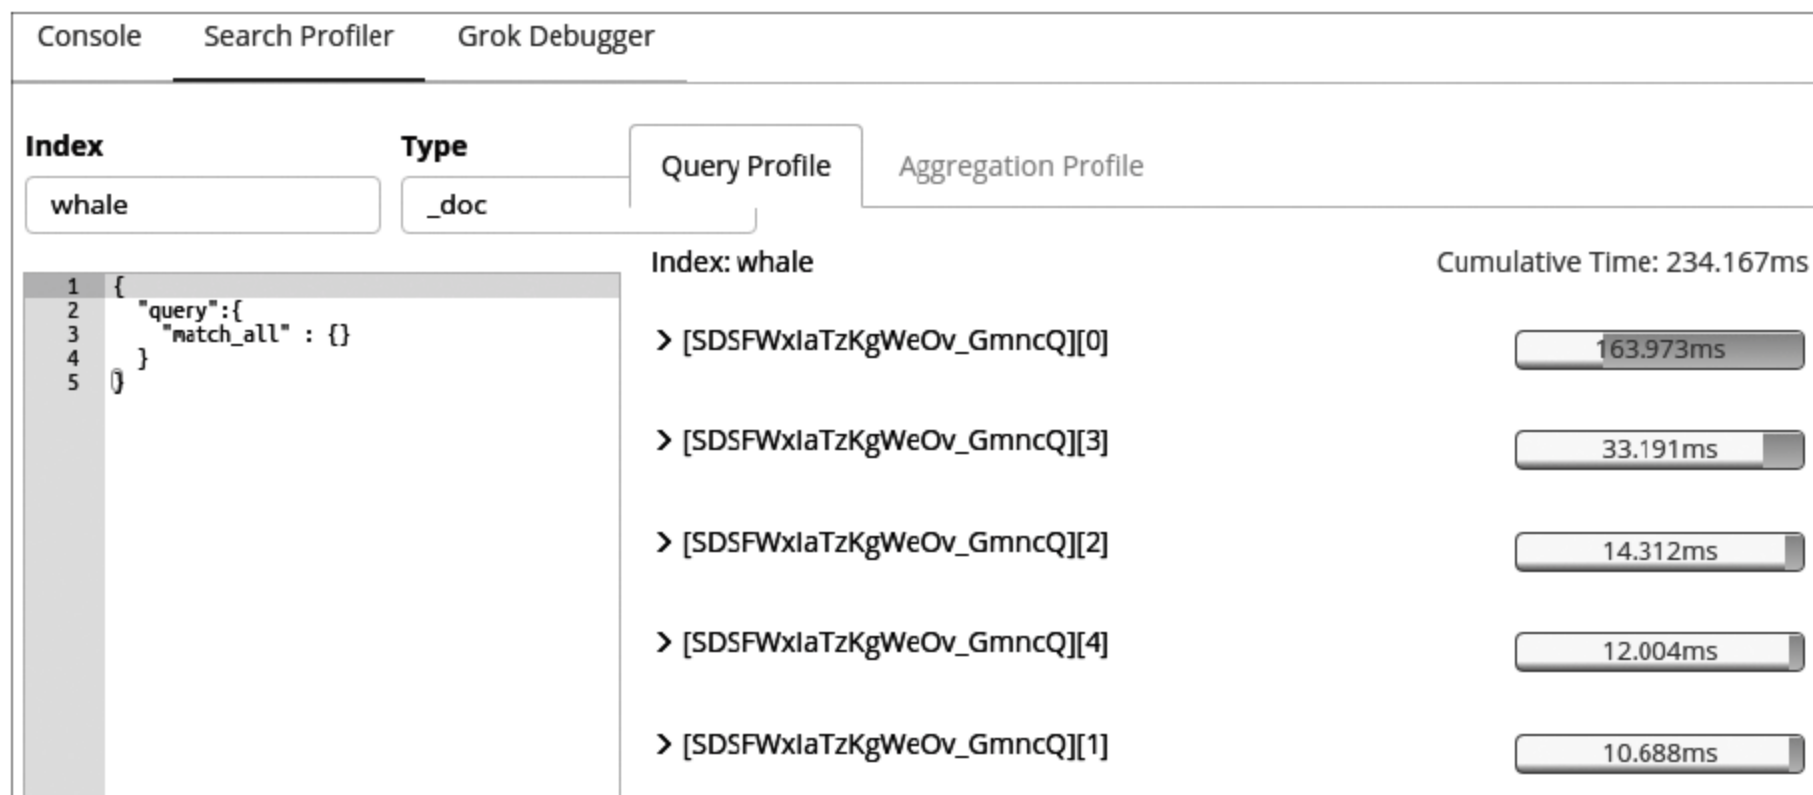 Console Search Profiler Grok Debugger
Index Type
whale _doc
1 {
2 "query":{
3 "match_all" : {}
4 }
5 }
Query Profile Aggregation Profile
Index: whale Cumulative Time: 234.167ms
[SDSFWxIaTzKgWeOv_GmncQ][0] 163.973ms
[SDSFWxIaTzKgWeOv_GmncQ][3] 33.191ms
[SDSFWxIaTzKgWeOv_GmncQ][2] 14.312ms
[SDSFWxIaTzKgWeOv_GmncQ][4] 12.004ms
[SDSFWxIaTzKgWeOv_GmncQ][1] 10.688ms